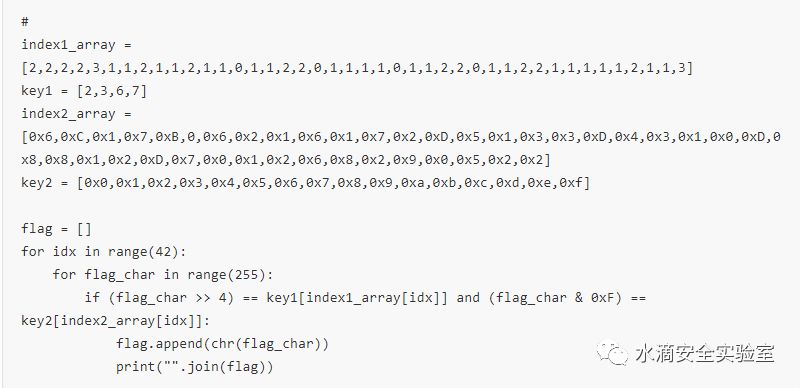 #
index1_array =
[2,2,2,2,3,1,1,2,1,1,2,1,1,0,1,1,2,2,0,1,1,1,1,0,1,1,2,2,0,1,1,2,2,1,1,1,1,1,2,1,1,3]
key1 = [2,3,6,7]
index2_array =
[0x6,0xC,0x1,0x7,0xB,0,0x6,0x2,0x1,0x6,0x1,0x7,0x2,0xD,0x5,0x1,0x3,0x3,0xD,0x4,0x3,0x1,0x0,0xD,0
x8,0x8,0x1,0x2,0xD,0x7,0x0,0x1,0x2,0x6,0x8,0x2,0x9,0x0,0x5,0x2,0x2]
key2 = [0x0,0x1,0x2,0x3,0x4,0x5,0x6,0x7,0x8,0x9,0xa,0xb,0xc,0xd,0xe,0xf]
flag = []
for idx in range(42):
for flag_char in range(255):
if (flag_char >> 4) == key1[index1_array[idx]] and (flag_char & 0xF) ==
key2[index2_array[idx]]:
flag.append(chr(flag_char))
print("".join(flag))
水滴安全实验室